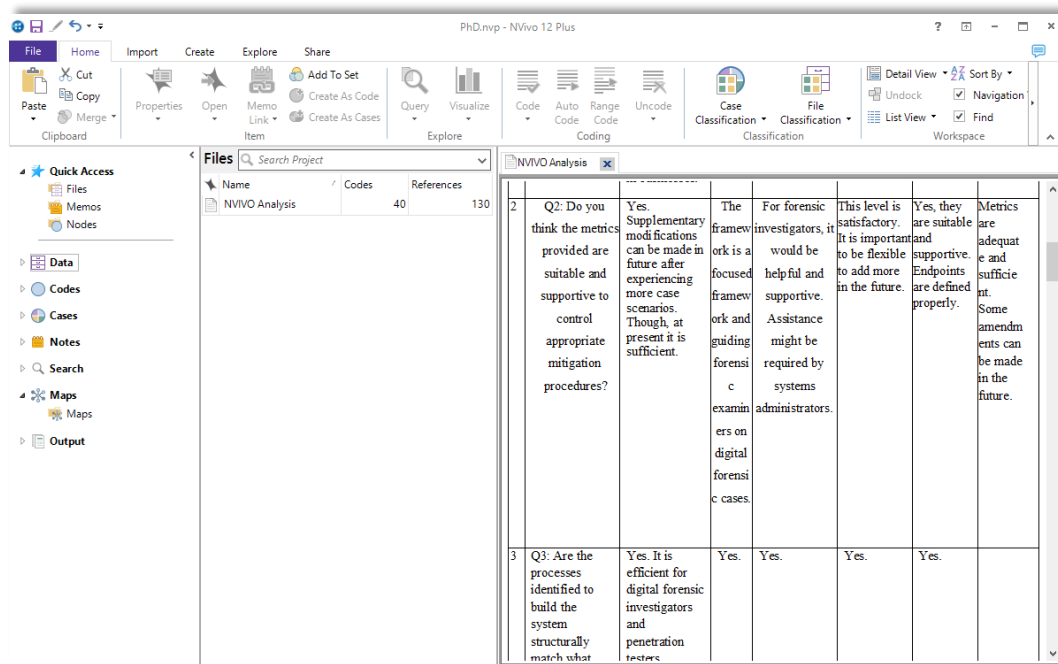 PhD.nvp - NVivo 12 Plus
?
File Home Import Create Explore Share
Paste
Cut
Copy
Merge
Clipboard
Properties
Open
Memo
Link
Add To Set
Create As Code
Create As Cases
Item
Query
Visualize
Explore
Code
Auto
Code
Range
Code
Uncode
Coding
Case
Classification
File
Classification
Classification
Detail View
Sort By
Undock
Navigation
List View
Find
Workspace
Quick Access
Files
Memos
Nodes
Data
Codes
Cases
Notes
Search
Maps
Maps
Output
Files
Search Project
Name Codes References
NVIVO Analysis 40 130
NVIVO Analysis
2
Q2: Do you
think the metrics
provided are
suitable and
supportive to
control
appropriate
mitigation
procedures?
Yes.
Supplementary
modifications
can be made in
future after
experiencing
more case
scenarios.
Though, at
present it is
sufficient.
The
framew
ork is a
focused
framew
ork and
guiding
forensi
c
examin
ers on
digital
forensi
c cases.
For forensic
investigators, it
would be
helpful and
supportive.
Assistance
might be
required by
systems
administrators.
This level is
satisfactory.
It is important
to be flexible
to add more
in the future.
Yes, they
are suitable
and
supportive.
Endpoints
are defined
properly.
Metrics
are
adequat
e and
sufficie
nt.
Some
amendm
ents can
be made
in the
future.
3
Q3: Are the
processes
identified to
build the
system
structurally
match what
Yes. It is
efficient for
digital forensic
investigators
and
penetration
testers
Yes.
Yes.
Yes.
Yes.